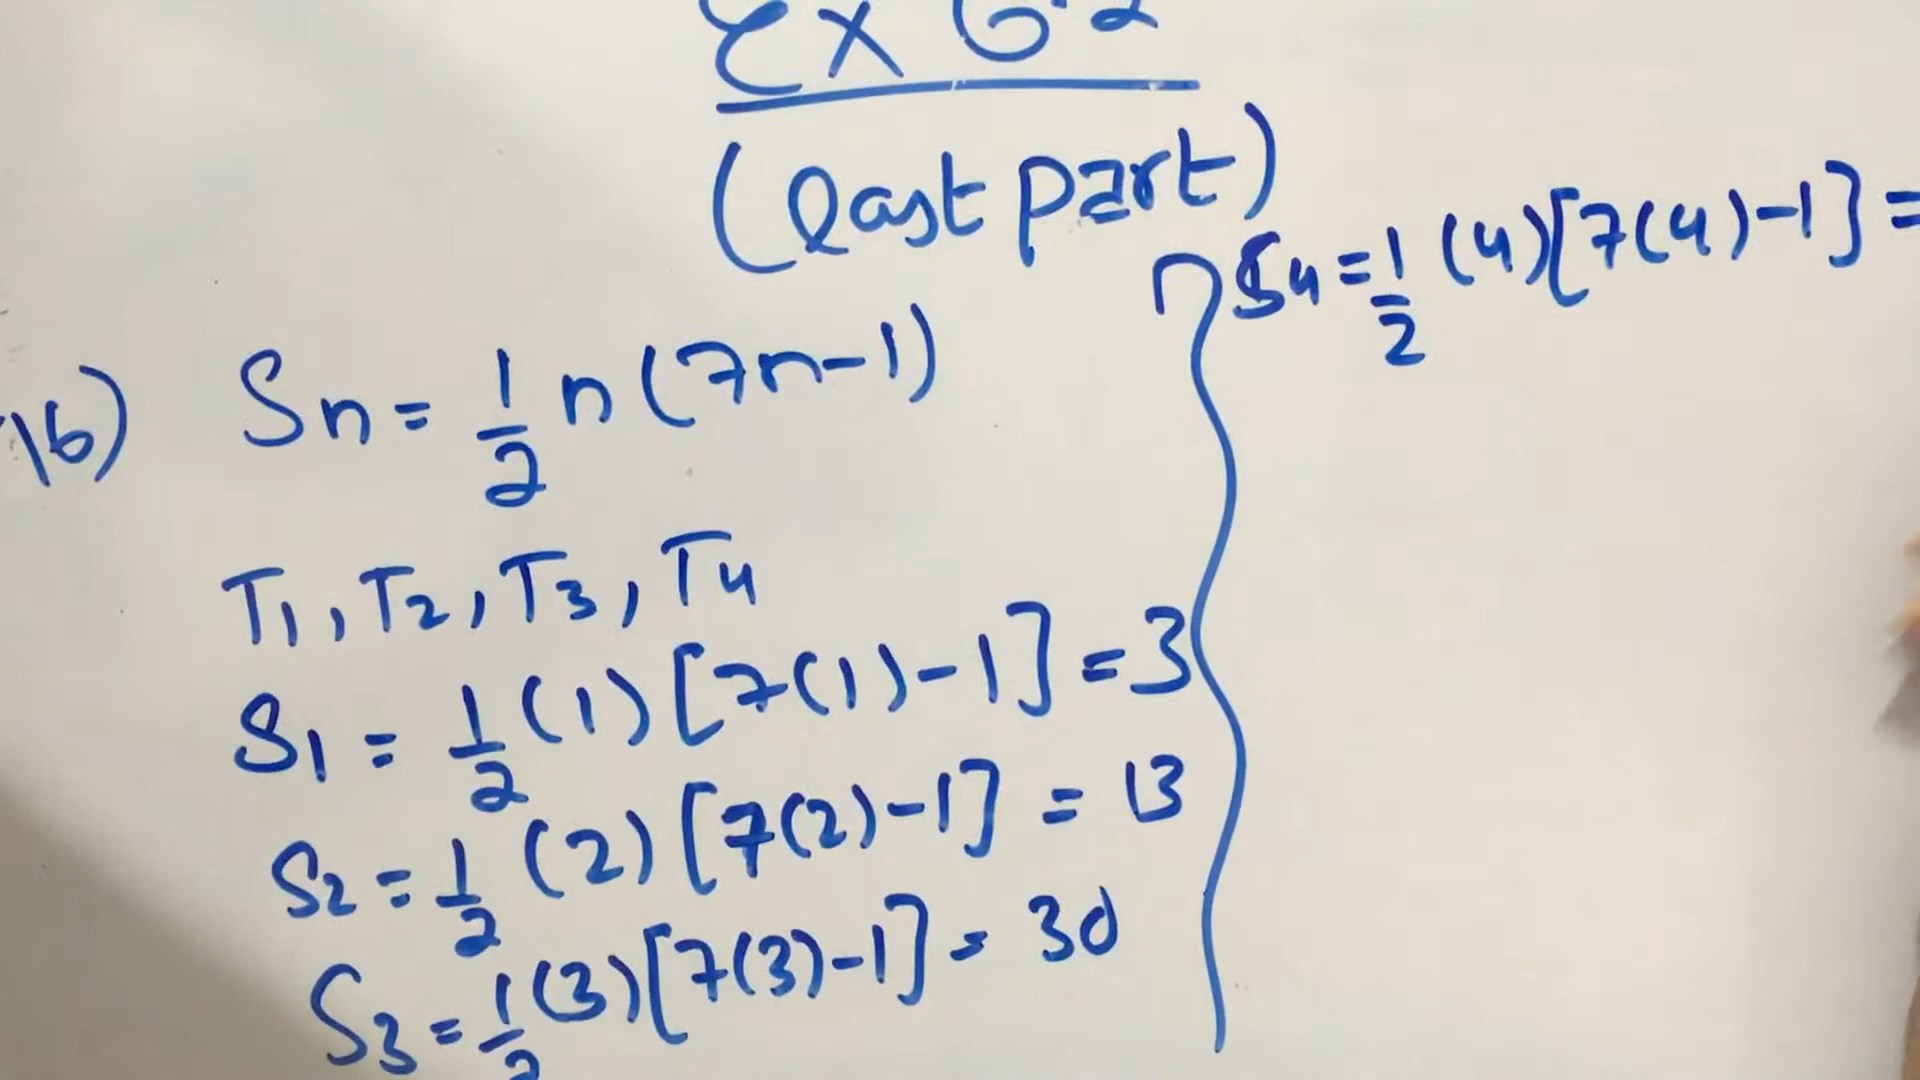 Ex 6.2
(last part)
16) Sn = 1/2 n (7n-1)
T1, T2, T3, T4
S1 = 1/2 (1) [7(1)-1] = 3
S2 = 1/2 (2) [7(2)-1] = 13
S3 = 1/2 (3) [7(3)-1] = 30
S4 = 1/2 (4) [7(4)-1] =